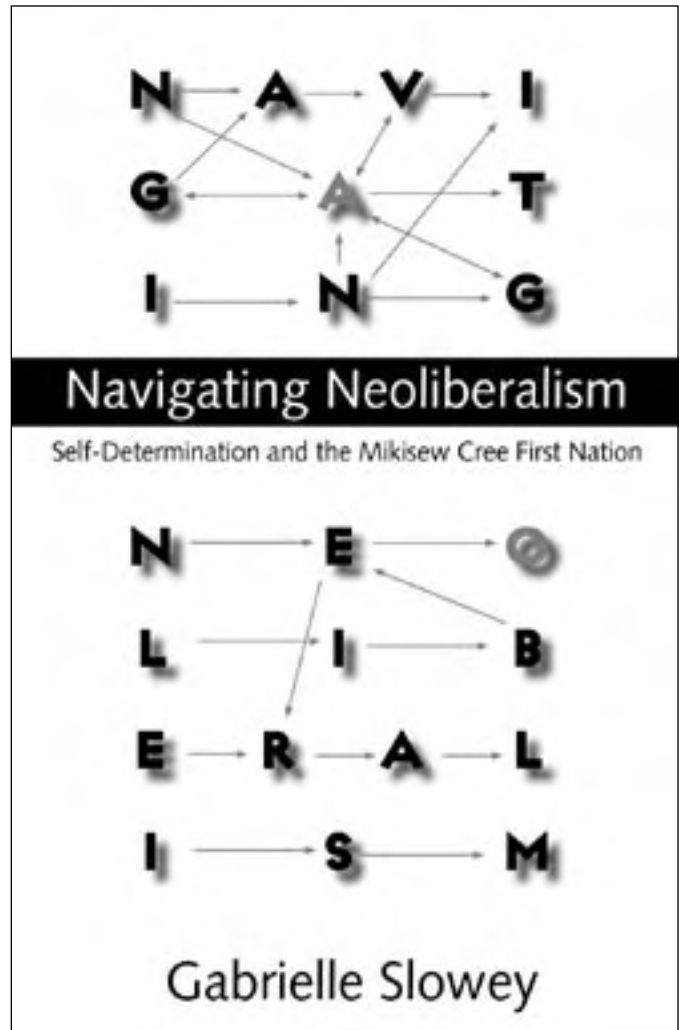 N A V I
G A T
I N G
Navigating Neoliberalism
Self-Determination and the Mikisew Cree First Nation
N E O
L I B
E R A L
I S M
Gabrielle Slowey